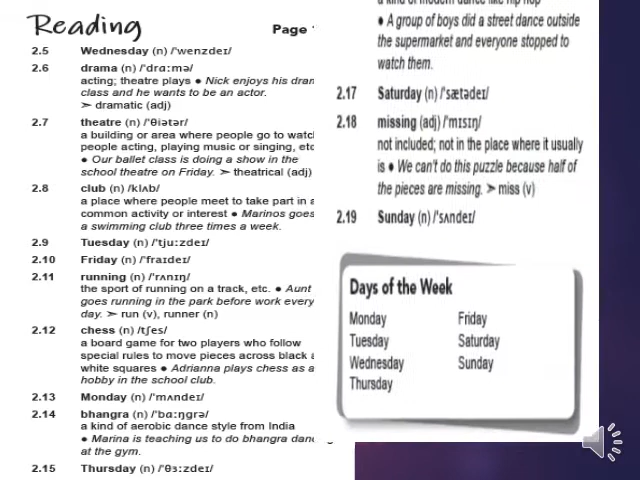 Reading
Page
2.5 Wednesday (n) /ˈwenzdeɪ/
2.6 drama (n) /ˈdrɑːmə/
acting; theatre plays ● Nick enjoys his
class and he wants to be an actor.
➣ dramatic (adj)
2.7 theatre (n) /ˈθɪətər/
a building or area where people go to
people acting, playing music or singing,
● Our ballet class is doing a show in the
school theatre on Friday. ➣ theatrical (adj)
2.8 club (n) /klʌb/
a place where people meet to take part in
common activity or interest ● Marinos goes
a swimming club three times a week.
2.9 Tuesday (n) /ˈtjuːzdeɪ/
2.10 Friday (n) /ˈfraɪdeɪ/
2.11 running (n) /ˈrʌnɪŋ/
the sport of running on a track, etc. ● Aunt
goes running in the park before work every
day. ➣ run (v), runner (n)
2.12 chess (n) /tʃes/
a board game for two players who follow
special rules to move pieces across black
white squares ● Adrianna plays chess as
hobby in the school club.
2.13 Monday (n) /ˈmʌndeɪ/
2.14 bhangra (n) /ˈbɑːŋgrə/
a kind of aerobic dance style from India
● Marina is teaching us to do bhangra
at the gym.
2.15 Thursday (n) /ˈθɜːzdeɪ/
● A group of boys did a street dance outside
the supermarket and everyone stopped to
watch them.
2.17 Saturday (n) /ˈsætədeɪ/
2.18 missing (adj) /ˈmɪsɪŋ/
not included; not in the place where it usually
is ● We can't do this puzzle because half of
the pieces are missing. ➣ miss (v)
2.19 Sunday (n) /ˈsʌndeɪ/
Days of the Week
Monday Friday
Tuesday Saturday
Wednesday Sunday
Thursday